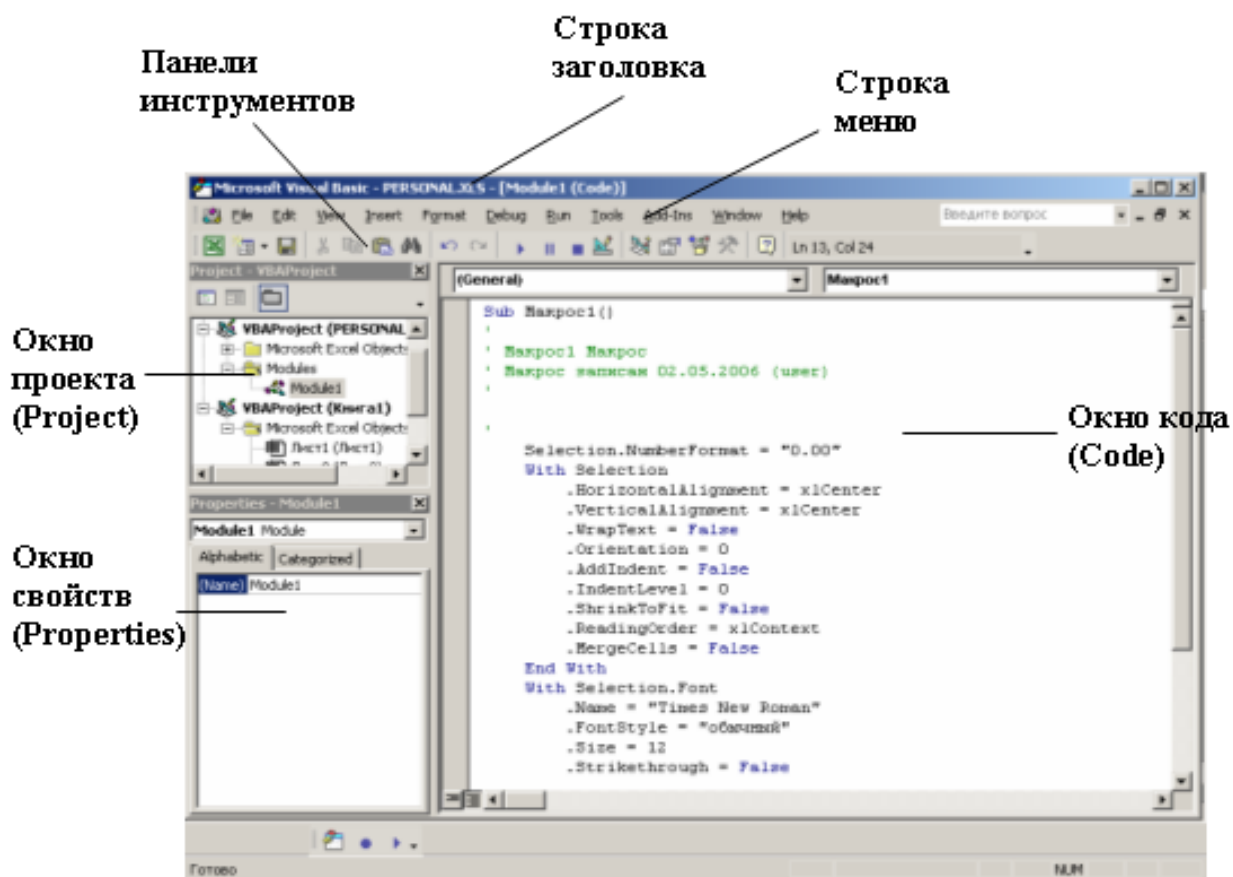 Строка
заголовка
Панели
инструментов
Строка
меню
Microsoft Visual Basic - PERSONAL.XLS - [Module1 (Code)]
File Edit View Insert Format Debug Run Tools Add-Ins Window Help Введите вопрос
Ln 13, Col 24
Project - VBAProject
(General) Макрос1
VBAProject (PERSONAL
Microsoft Excel Objects
Modules
Module1
VBAProject (Книга1)
Microsoft Excel Objects
Лист1 (Лист1)
Окно
проекта
(Project)
Sub Макрос1()
'
' Макрос1 Макрос
' Макрос записан 02.05.2006 (user)
'
'
Selection.NumberFormat = "0.00"
With Selection
.HorizontalAlignment = xlCenter
.VerticalAlignment = xlCenter
.WrapText = False
.Orientation = 0
.AddIndent = False
.IndentLevel = 0
.ShrinkToFit = False
.ReadingOrder = xlContext
.MergeCells = False
End With
With Selection.Font
.Name = "Times New Roman"
.FontStyle = "обычный"
.Size = 12
.Strikethrough = False
Окно кода
(Code)
Properties - Module1
Module1 Module
Alphabetic Categorized
(Name) Module1
Окно
свойств
(Properties)
Готово NUM